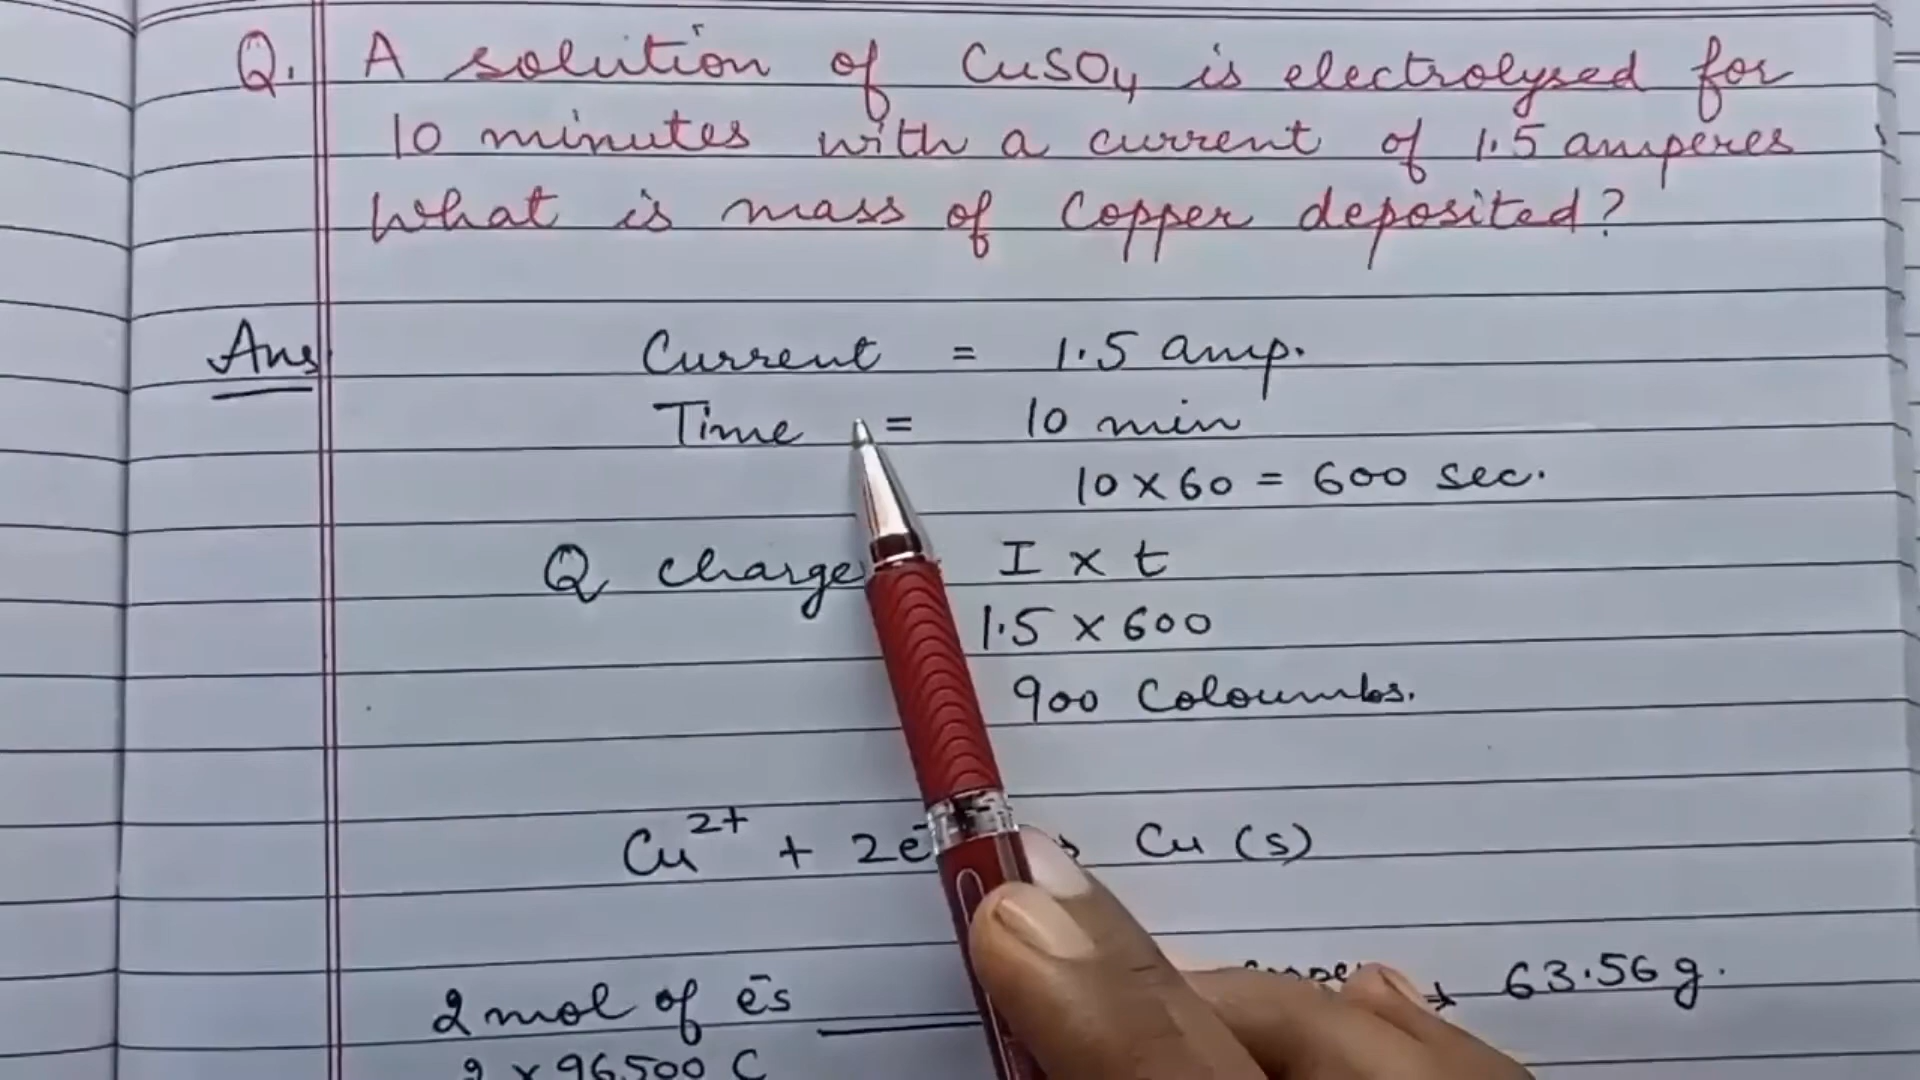 Q. A solution of CuSO4 is electrolysed for
10 minutes with a current of 1.5 amperes
What is mass of Copper deposited?
Ans Current = 1.5 amp.
Time = 10 min
10 x 60 = 600 sec.
Q charge I x t
1.5 x 600
900 Coloumbs.
Cu2+ + 2e Cu (s)
2 mol of ēs → 63.56 g.
2 x 96500 C